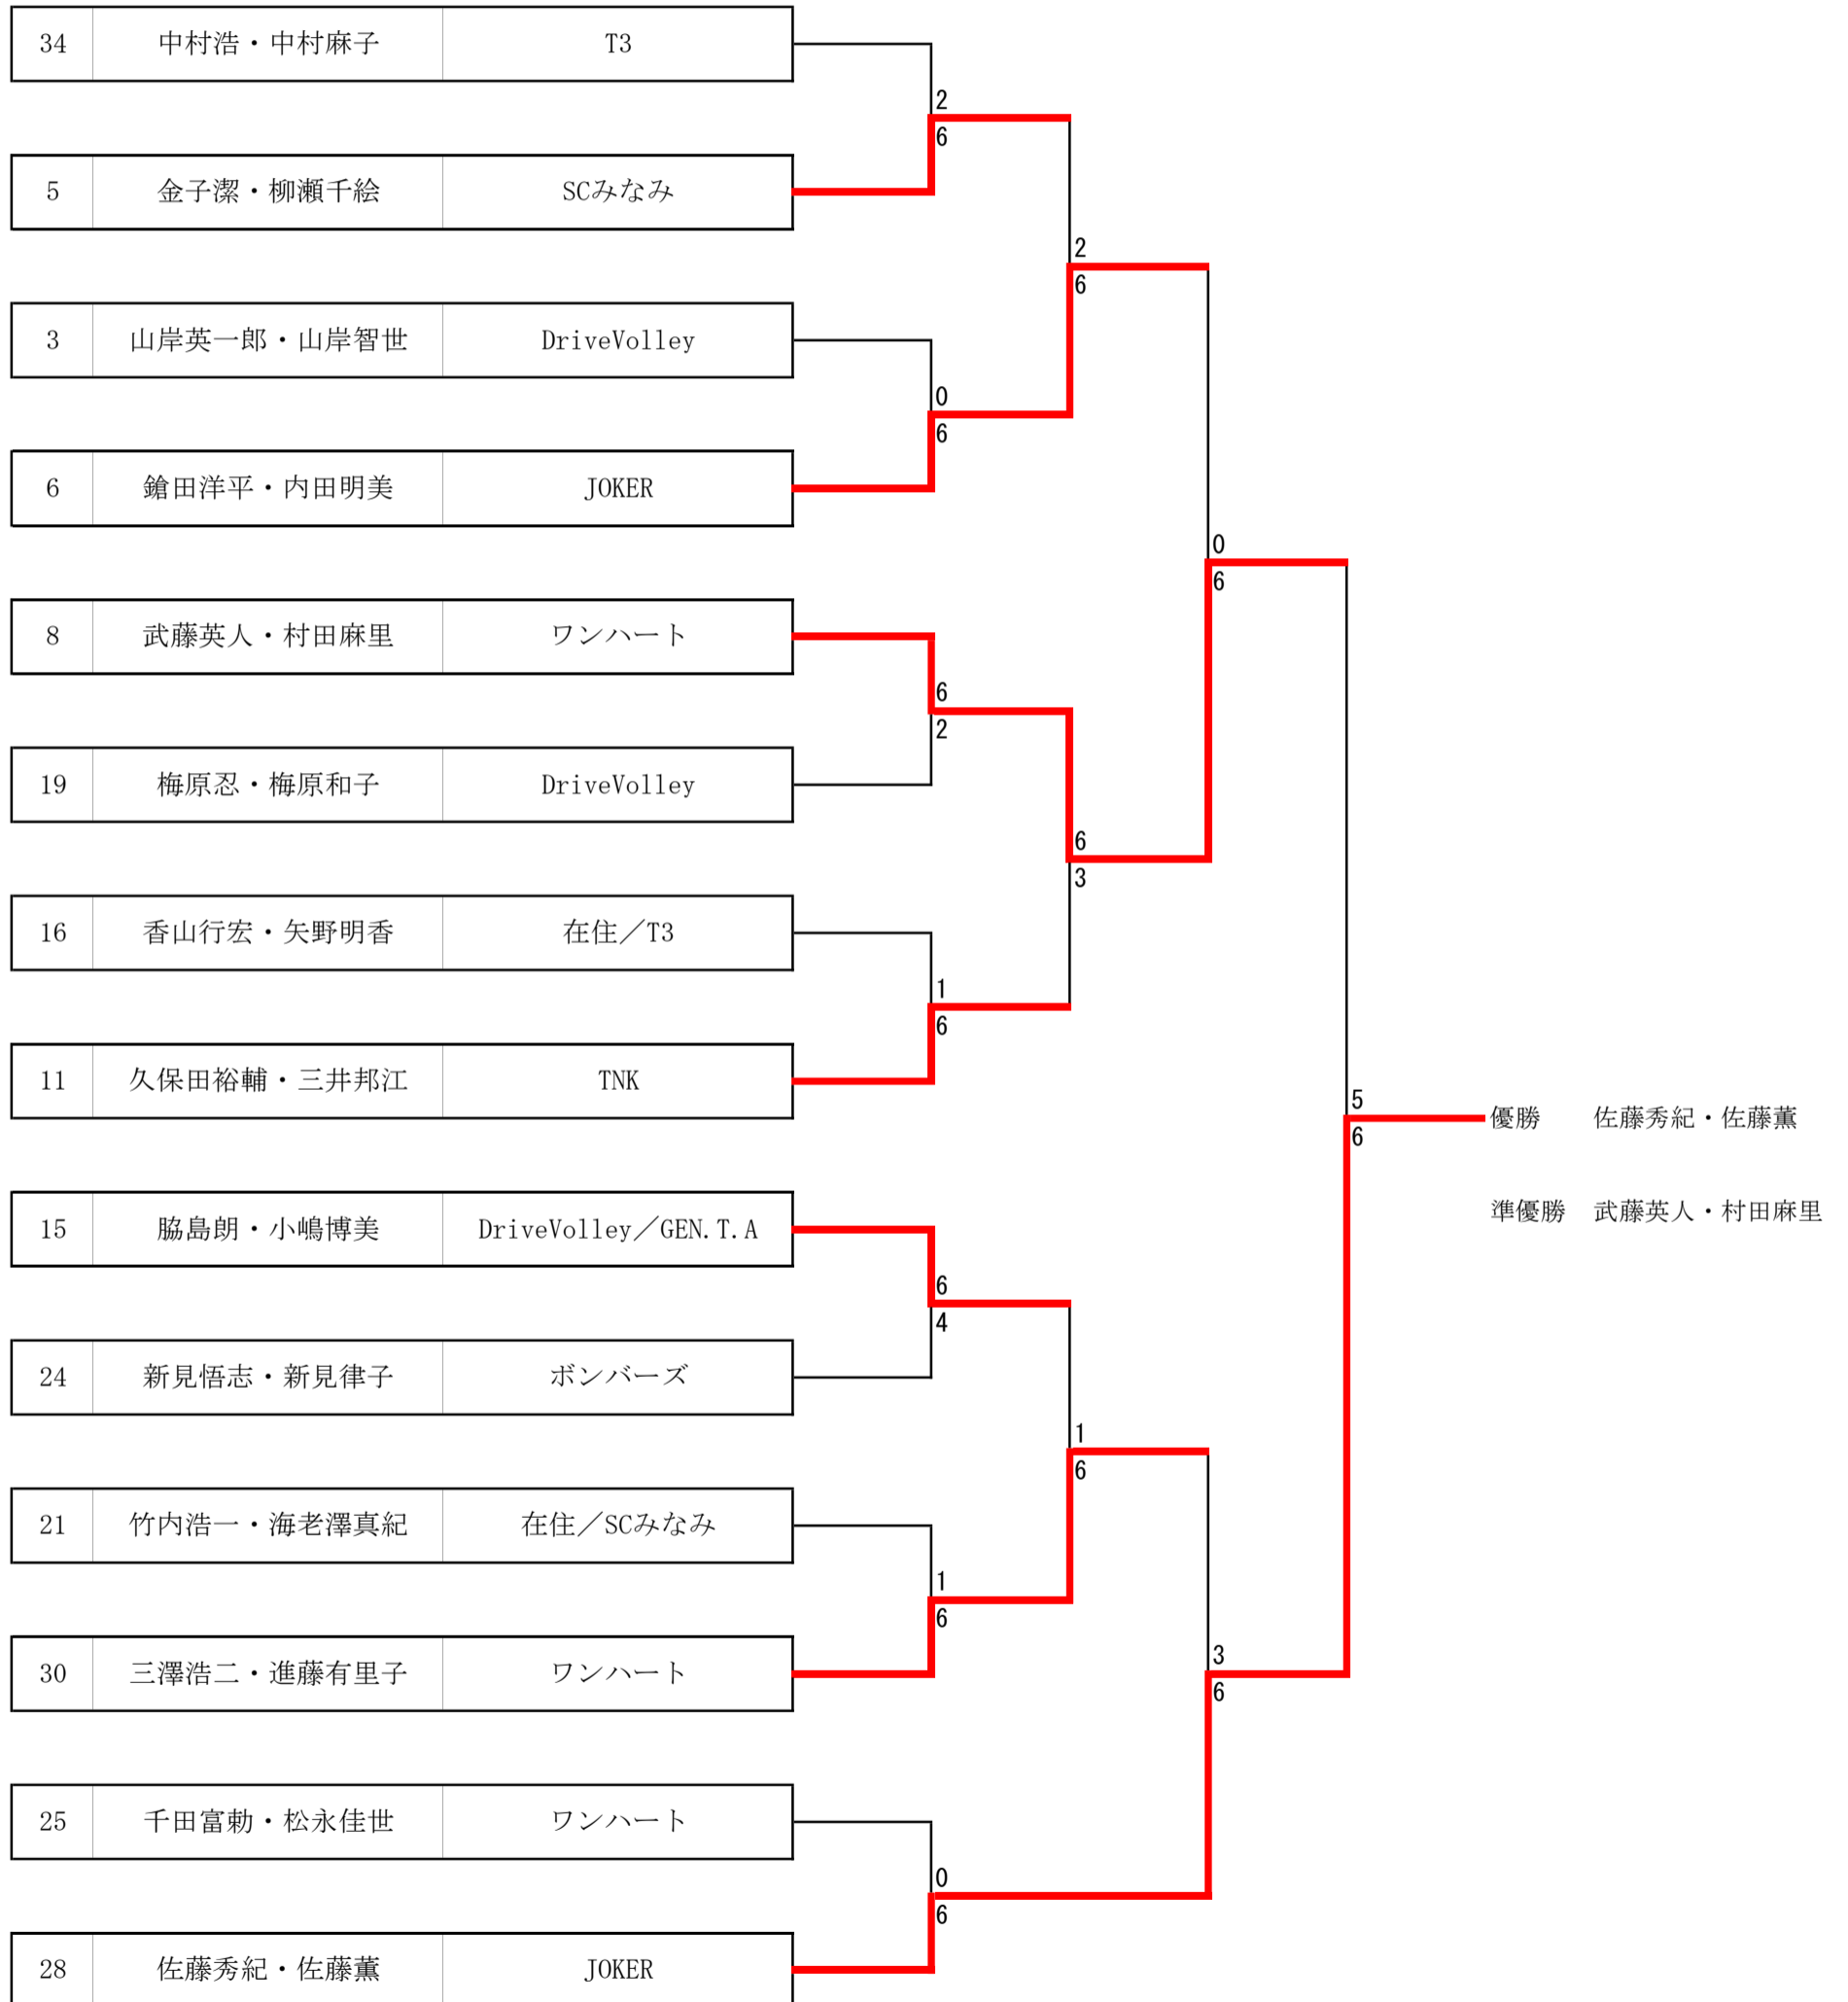 34 中村浩・中村麻子 T3
2
6
5 金子潔・柳瀬千絵 SCみなみ
2
6
3 山岸英一郎・山岸智世 DriveVolley
0
6
6 鎗田洋平・内田明美 JOKER
0
6
8 武藤英人・村田麻里 ワンハート
6
2
19 梅原忍・梅原和子 DriveVolley
6
3
16 香山行宏・矢野明香 在住／T3
1
6
11 久保田裕輔・三井邦江 TNK
5
優勝 佐藤秀紀・佐藤薫
6
準優勝 武藤英人・村田麻里
15 脇島朗・小嶋博美 DriveVolley／GEN.T.A
6
4
24 新見悟志・新見律子 ボンバーズ
1
6
21 竹内浩一・海老澤真紀 在住／SCみなみ
1
6
30 三澤浩二・進藤有里子 ワンハート
3
6
25 千田富勅・松永佳世 ワンハート
0
6
28 佐藤秀紀・佐藤薫 JOKER